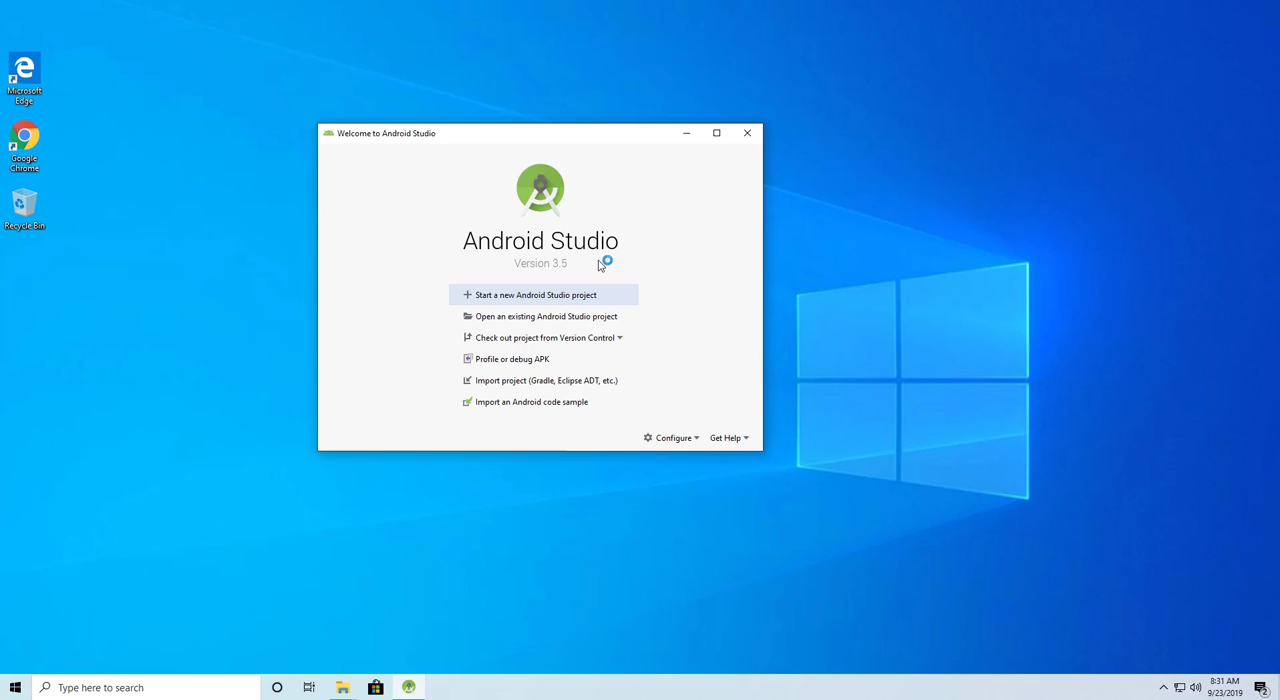 Microsoft
Edge
Google
Chrome
Recycle Bin
Welcome to Android Studio
Android Studio
Version 3.5
Start a new Android Studio project
Open an existing Android Studio project
Check out project from Version Control
Profile or debug APK
Import project (Gradle, Eclipse ADT, etc.)
Import an Android code sample
Configure
Get Help
Type here to search
8:31 AM
9/23/2019
2